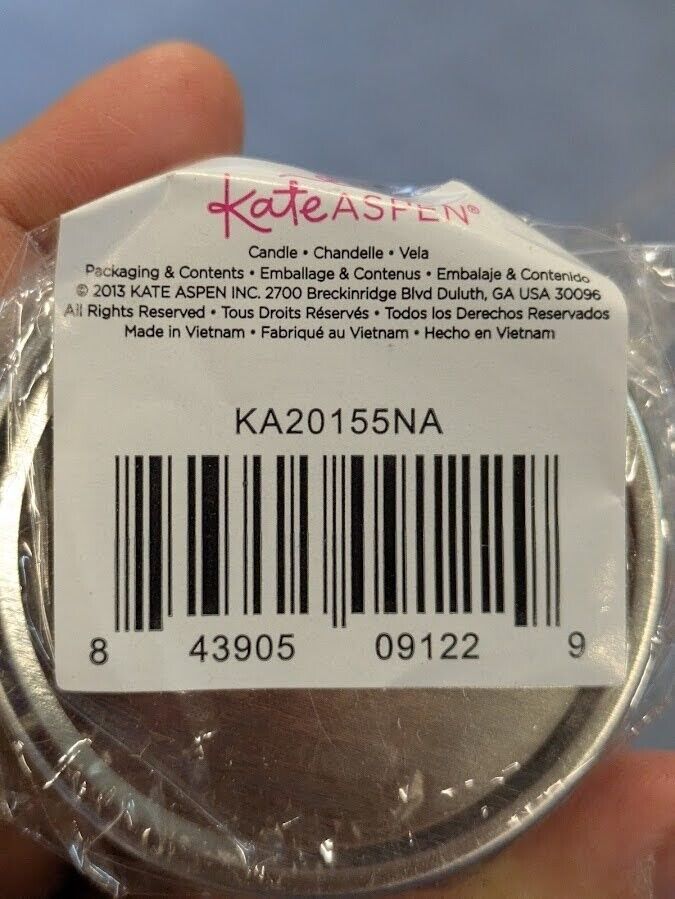 Kate ASPEN®
Candle • Chandelle • Vela
Packaging & Contents • Emballage & Contenus • Embalaje & Contenido
© 2013 KATE ASPEN INC. 2700 Breckinridge Blvd Duluth, GA USA 30096
All Rights Reserved • Tous Droits Réservés • Todos los Derechos Reservados
Made in Vietnam • Fabriqué au Vietnam • Hecho en Vietnam
KA20155NA
8 43905 09122 9